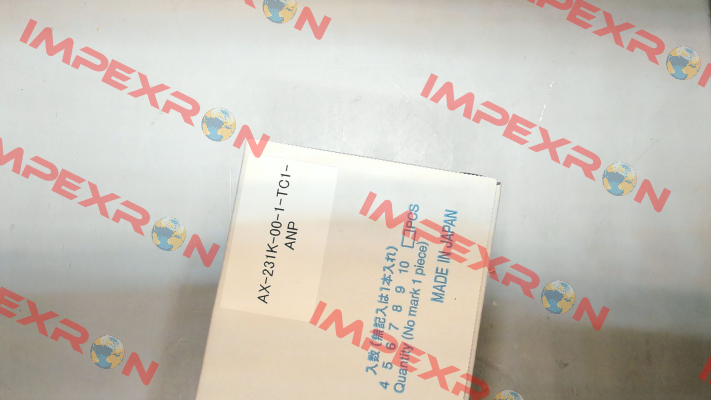 AX-231K-00-1-TC1-
ANP
入数(無記入は1本入れ)
4 5 6 7 8 9 10 □PCS
Quantity (No mark 1 piece)
MADE IN JAPAN
IMPEXRON
IMPEXRON
IMPEXRON
IMPEXRON
IMPEXRON
IMPEXRON
IMPEXRON